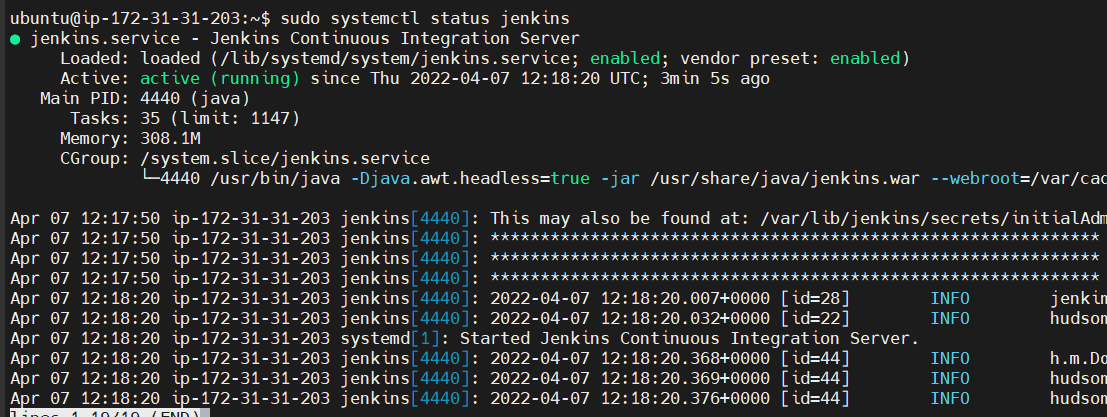 ubuntu@ip-172-31-31-203:~$ sudo systemctl status jenkins
● jenkins.service - Jenkins Continuous Integration Server
     Loaded: loaded (/lib/systemd/system/jenkins.service; enabled; vendor preset: enabled)
     Active: active (running) since Thu 2022-04-07 12:18:20 UTC; 3min 5s ago
   Main PID: 4440 (java)
      Tasks: 35 (limit: 1147)
     Memory: 308.1M
     CGroup: /system.slice/jenkins.service
             └─4440 /usr/bin/java -Djava.awt.headless=true -jar /usr/share/java/jenkins.war --webroot=/var/cac
Apr 07 12:17:50 ip-172-31-31-203 jenkins[4440]: This may also be found at: /var/lib/jenkins/secrets/initialAdm
Apr 07 12:17:50 ip-172-31-31-203 jenkins[4440]: *************************************************************
Apr 07 12:17:50 ip-172-31-31-203 jenkins[4440]: *************************************************************
Apr 07 12:17:50 ip-172-31-31-203 jenkins[4440]: *************************************************************
Apr 07 12:18:20 ip-172-31-31-203 jenkins[4440]: 2022-04-07 12:18:20.007+0000 [id=28]        INFO        jenkin
Apr 07 12:18:20 ip-172-31-31-203 jenkins[4440]: 2022-04-07 12:18:20.032+0000 [id=22]        INFO        hudson
Apr 07 12:18:20 ip-172-31-31-203 systemd[1]: Started Jenkins Continuous Integration Server.
Apr 07 12:18:20 ip-172-31-31-203 jenkins[4440]: 2022-04-07 12:18:20.368+0000 [id=44]        INFO        h.m.Do
Apr 07 12:18:20 ip-172-31-31-203 jenkins[4440]: 2022-04-07 12:18:20.369+0000 [id=44]        INFO        hudson
Apr 07 12:18:20 ip-172-31-31-203 jenkins[4440]: 2022-04-07 12:18:20.376+0000 [id=44]        INFO        hudson
lines 1-19/19 (END)